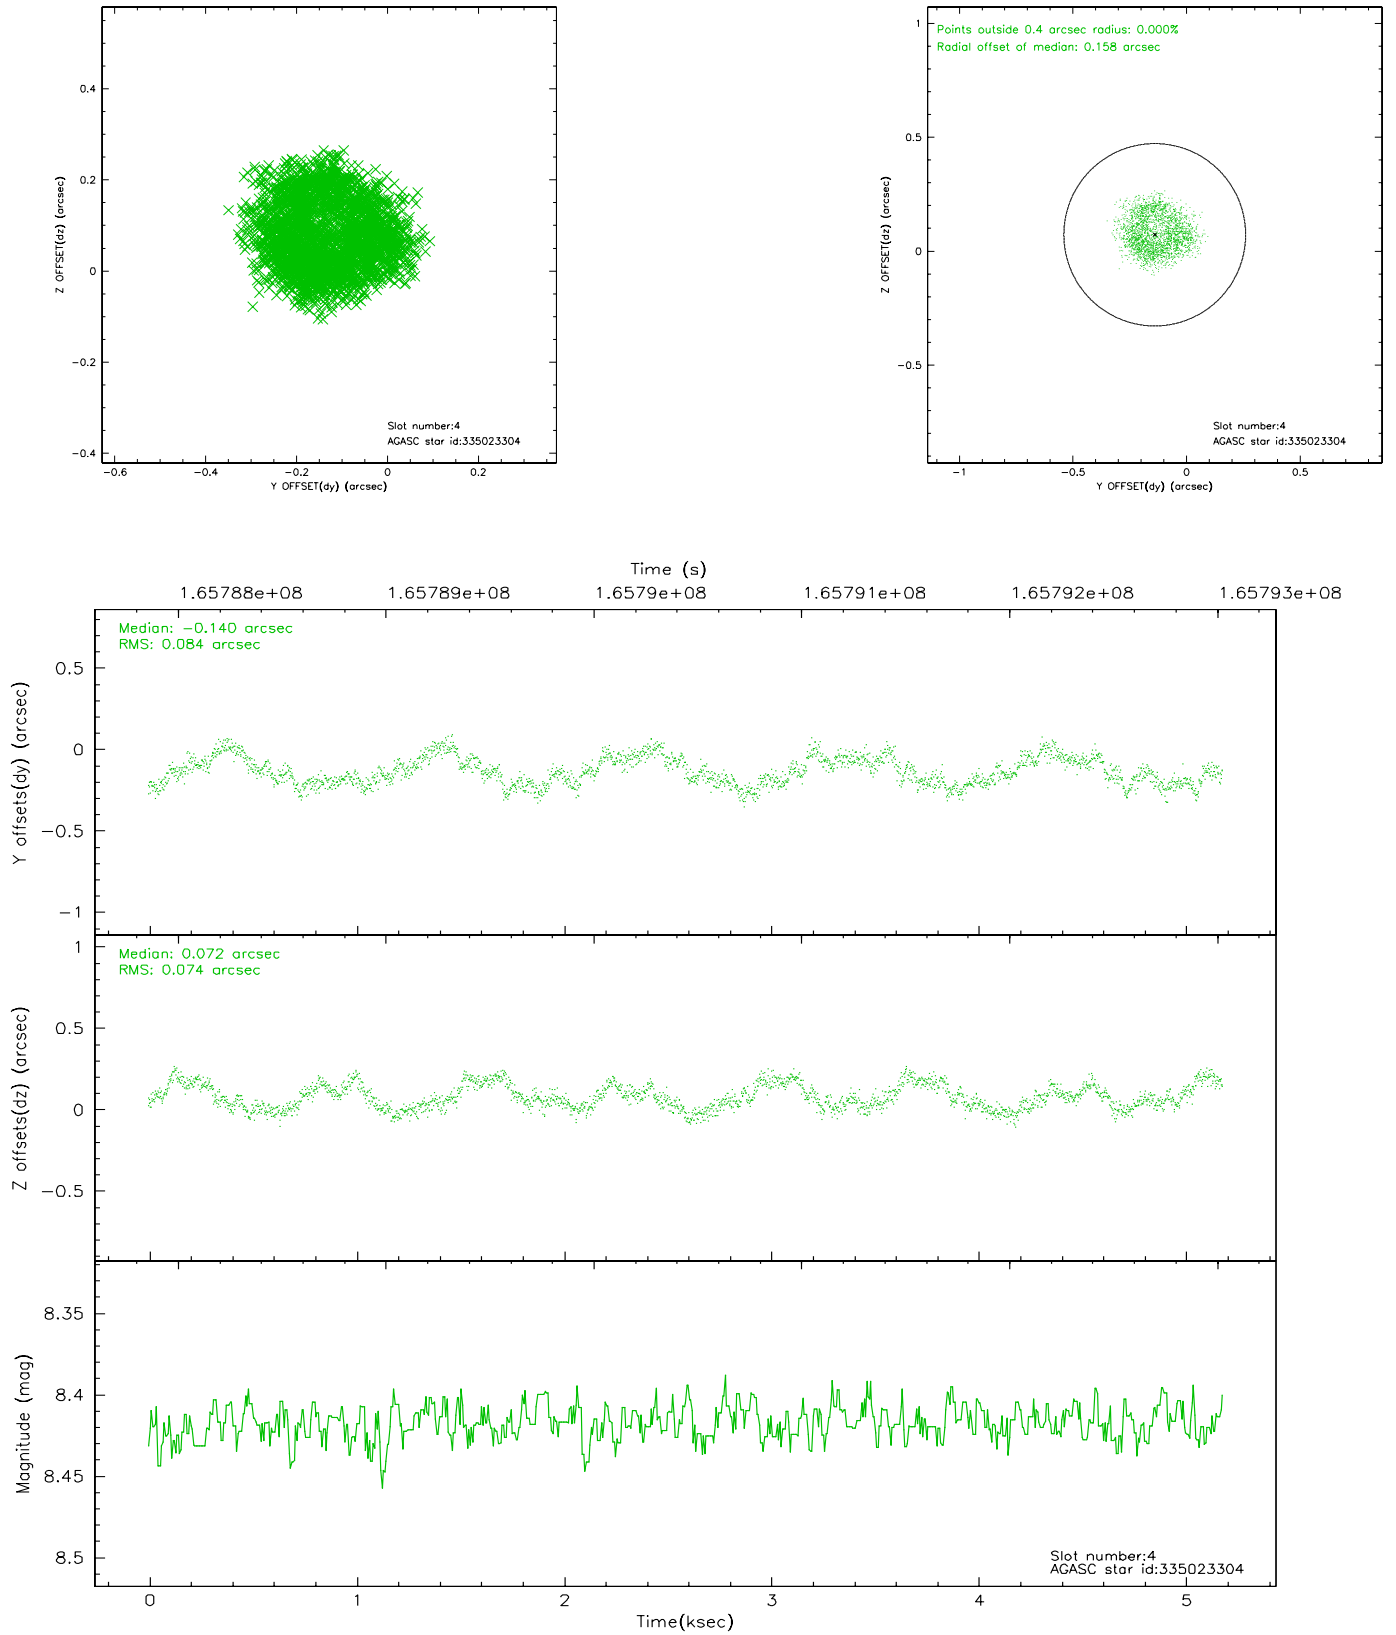 0.4
0.2
0
−0.2
−0.4
Z OFFSET(dz) (arcsec)
Slot number:4
AGASC star id:335023304
−0.6 −0.4 −0.2 0 0.2
Y OFFSET(dy) (arcsec)
Points outside 0.4 arcsec radius: 0.000%
Radial offset of median: 0.158 arcsec
1
0.5
0
−0.5
Z OFFSET(dz) (arcsec)
Slot number:4
AGASC star id:335023304
−1 −0.5 0 0.5
Y OFFSET(dy) (arcsec)
Time (s)
1.65788e+08 1.65789e+08 1.6579e+08 1.65791e+08 1.65792e+08 1.65793e+08
Median: −0.140 arcsec
RMS: 0.084 arcsec
0.5
0
−0.5
−1
Y offsets(dy) (arcsec)
Median: 0.072 arcsec
RMS: 0.074 arcsec
1
0.5
0
−0.5
Z offsets(dz) (arcsec)
8.35
8.4
8.45
8.5
Magnitude (mag)
Slot number:4
AGASC star id:335023304
0 1 2 3 4 5
Time(ksec)